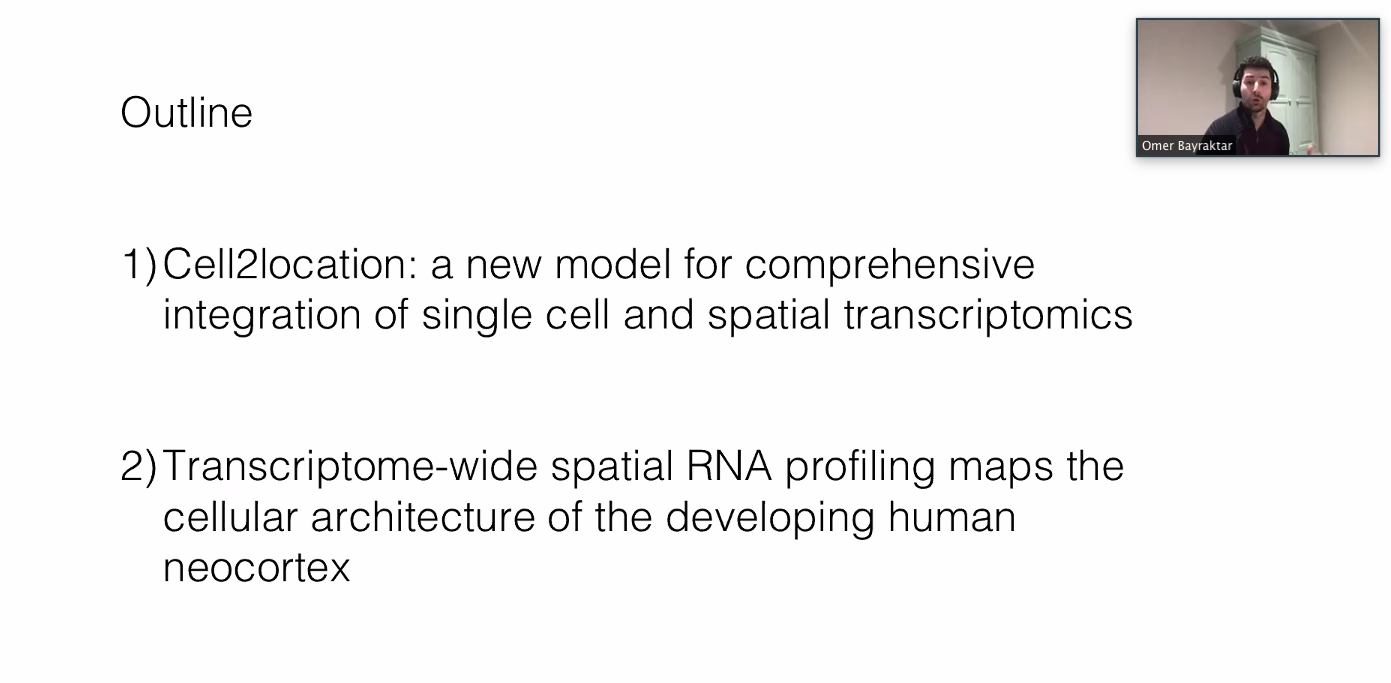 Outline
Omer Bayraktar
1) Cell2location: a new model for comprehensive
integration of single cell and spatial transcriptomics
2) Transcriptome-wide spatial RNA profiling maps the
cellular architecture of the developing human
neocortex